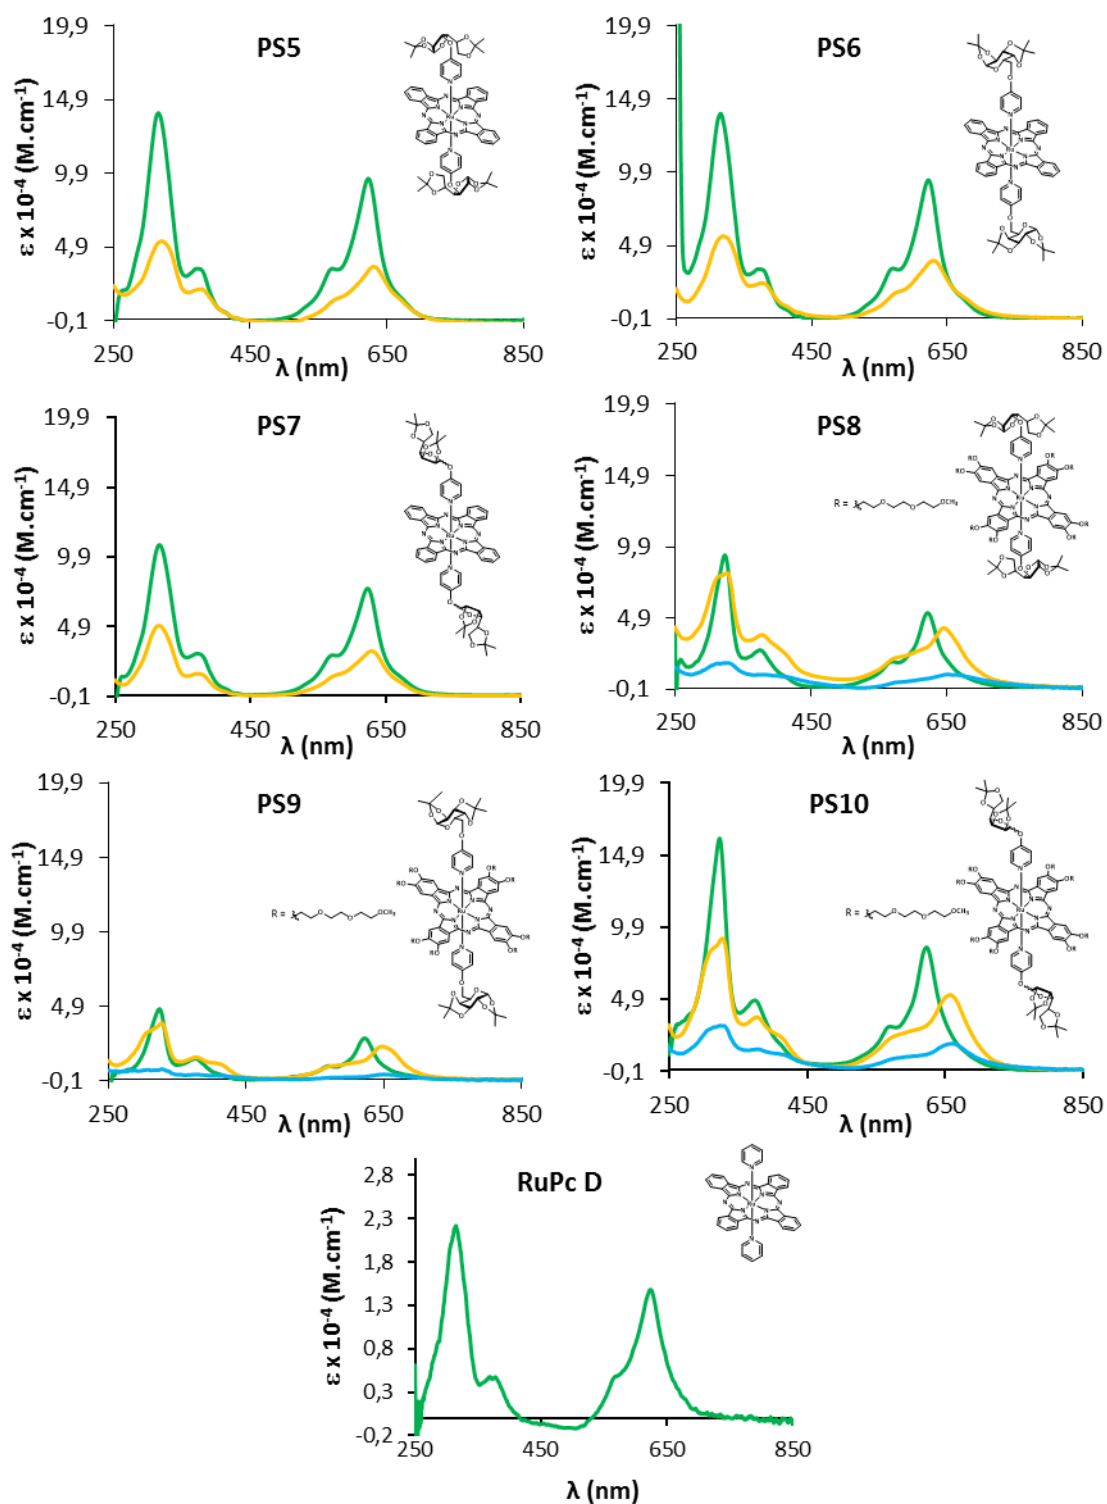 PS5
ε x 10-4 (M.cm-1)
19,9
14,9
9,9
4,9
-0,1
250 450 650 850
λ (nm)
PS6
ε x 10-4 (M.cm-1)
19,9
14,9
9,9
4,9
-0,1
250 450 650 850
λ (nm)
PS7
ε x 10-4 (M.cm-1)
19,9
14,9
9,9
4,9
-0,1
250 450 650 850
λ (nm)
PS8
R =
OCH3
ε x 10-4 (M.cm-1)
19,9
14,9
9,9
4,9
-0,1
250 450 650 850
λ (nm)
PS9
R =
OCH3
ε x 10-4 (M.cm-1)
19,9
14,9
9,9
4,9
-0,1
250 450 650 850
λ (nm)
PS10
R =
OCH3
ε x 10-4 (M.cm-1)
19,9
14,9
9,9
4,9
-0,1
250 450 650 850
λ (nm)
RuPc D
ε x 10-4 (M.cm-1)
2,8
2,3
1,8
1,3
0,8
0,3
-0,2
250 450 650 850
λ (nm)